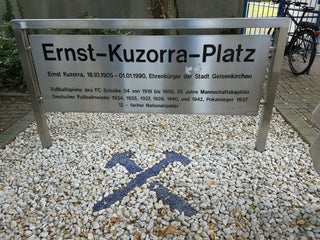 Ernst-Kuzorra-Platz
Ernst Kuzorra, 16.10.1905 - 01.01.1990, Ehrenbürger der Stadt Gelsenkirchen
Fußballspieler des FC Schalke 04 von 1919 bis 1950, 25 Jahre Mannschaftskapitän
Deutscher Fußballmeister 1934, 1935, 1937, 1939, 1940, und 1942, Pokalsieger 1937
12 - facher Nationalspieler